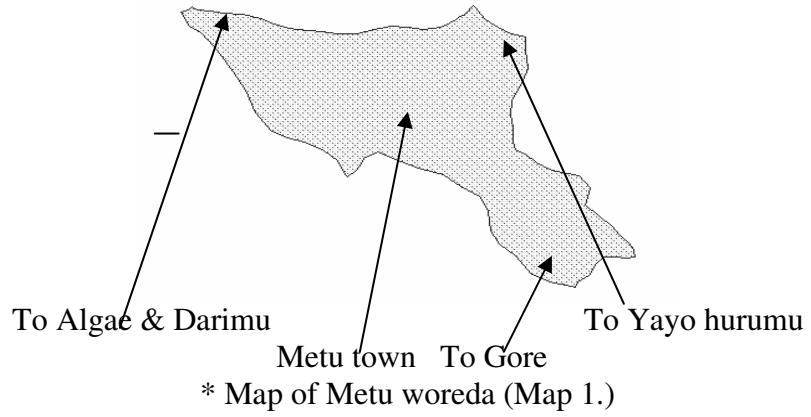 To Algae & Darimu To Yayo hurumu
Metu town To Gore
* Map of Metu woreda (Map 1.)